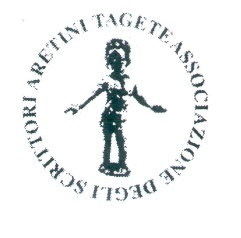 ASSOCIAZIONE DEGLI SCRITTORI ARETINI TAGETE